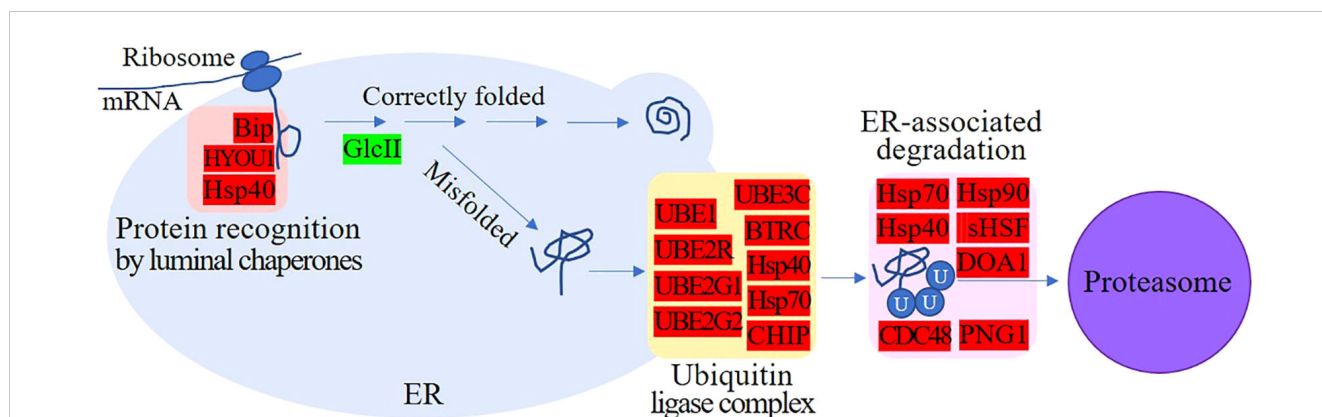 Ribosome
mRNA
Bip
HYOU1
Hsp40
Protein recognition
by luminal chaperones
Correctly folded
GlcII
Misfolded
ER
UBE1
UBE2R
UBE2G1
UBE2G2
UBE3C
BTRC
Hsp40
Hsp70
CHIP
Ubiquitin
ligase complex
ER-associated
degradation
Hsp70 Hsp90
Hsp40 sHSF
DOA1
U
U U
CDC48 PNG1
Proteasome